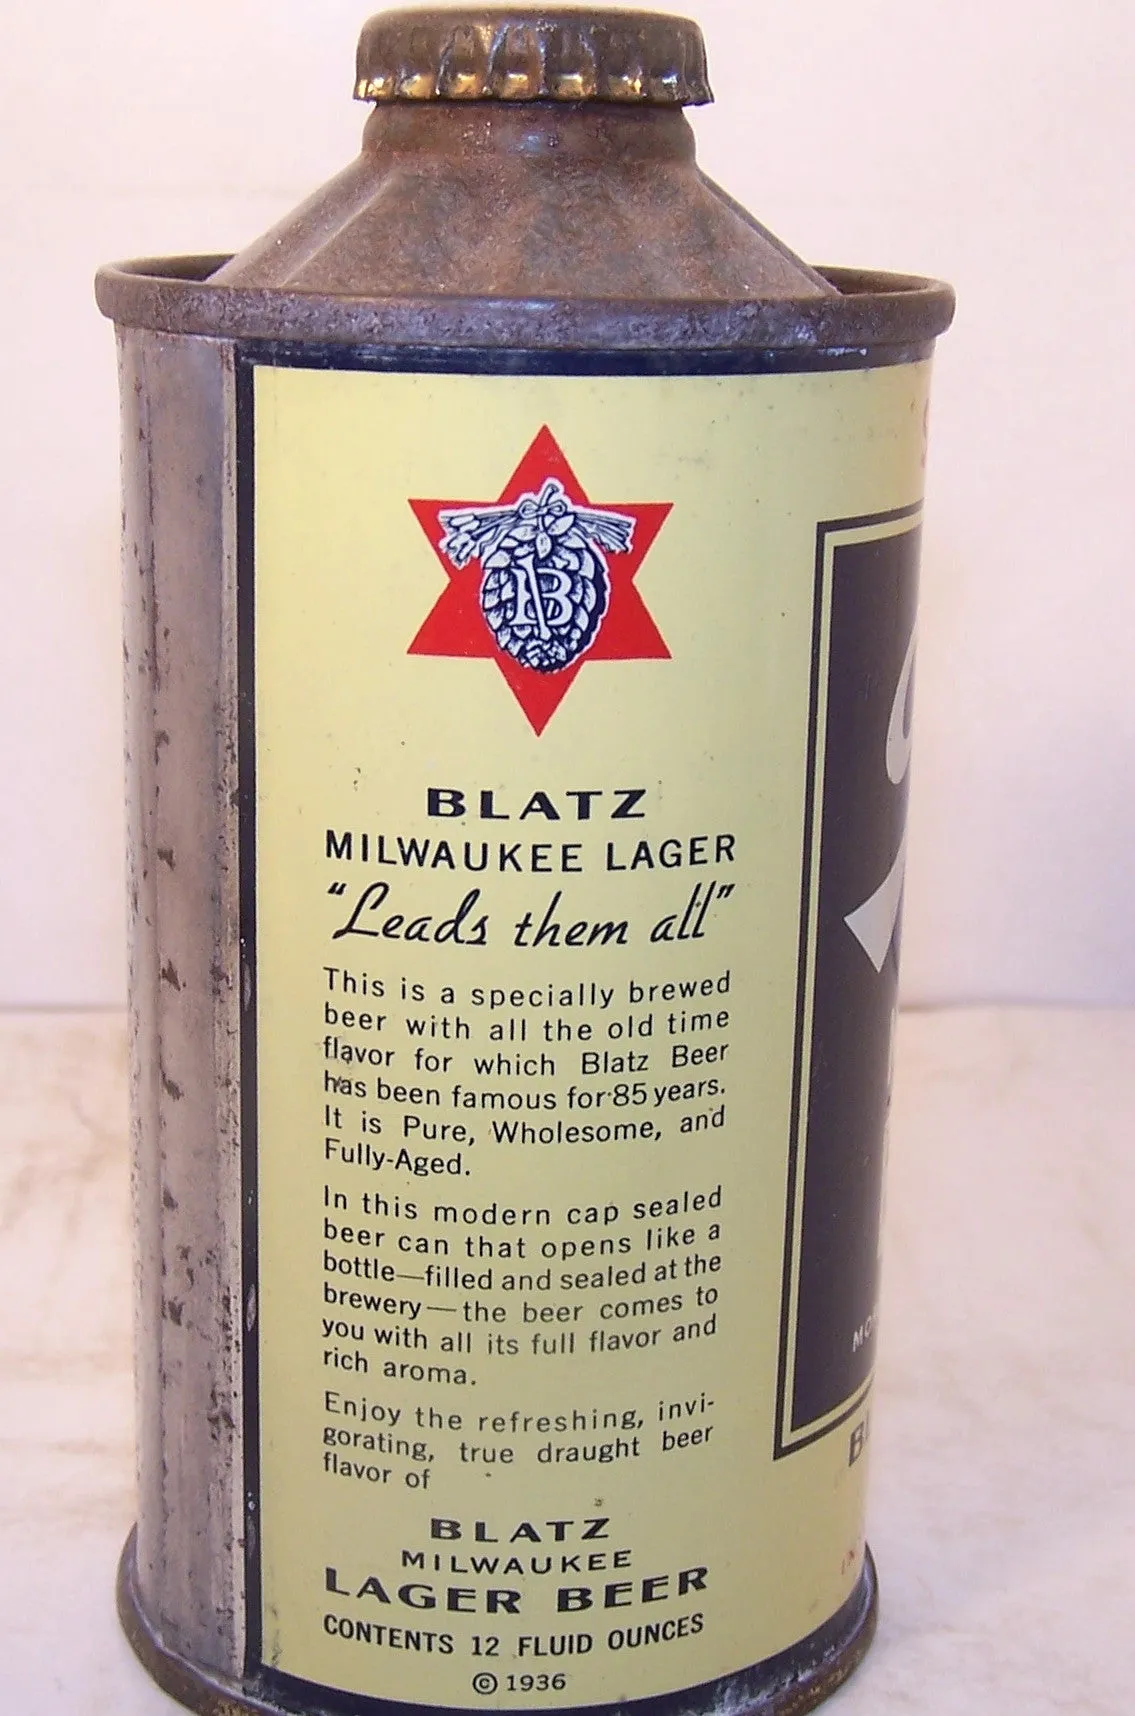 B
BLATZ
MILWAUKEE LAGER
"Leads them all"
This is a specially brewed
beer with all the old time
flavor for which Blatz Beer
has been famous for 85 years.
It is Pure, Wholesome, and
Fully-Aged.
In this modern cap sealed
beer can that opens like a
bottle—filled and sealed at the
brewery—the beer comes to
you with all its full flavor and
rich aroma.
Enjoy the refreshing, invi-
gorating, true draught beer
flavor of
BLATZ
MILWAUKEE
LAGER BEER
CONTENTS 12 FLUID OUNCES
© 1936